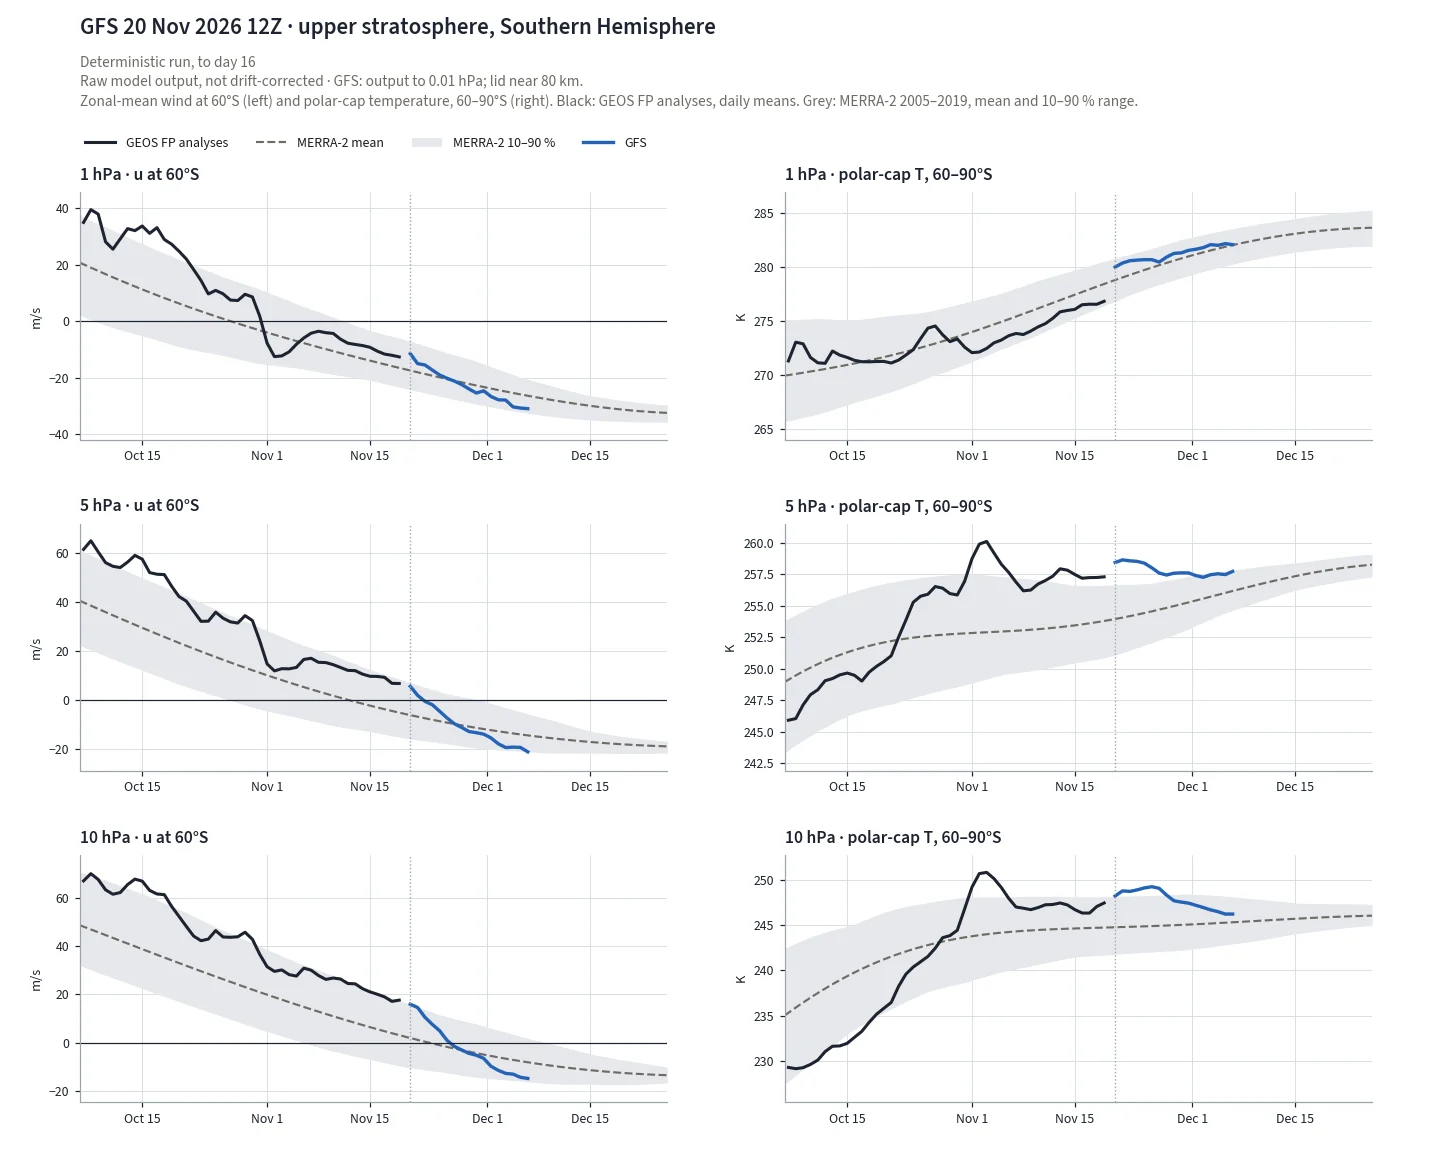 GFS 20 Nov 2026 12Z · upper stratosphere, Southern Hemisphere
Deterministic run, to day 16
Raw model output, not drift-corrected · GFS: output to 0.01 hPa; lid near 80 km.
Zonal-mean wind at 60°S (left) and polar-cap temperature, 60–90°S (right). Black: GEOS FP analyses, daily means. Grey: MERRA-2 2005–2019, mean and 10–90 % range.
GEOS FP analyses MERRA-2 mean MERRA-2 10–90 % GFS
1 hPa · u at 60°S
40
20
0
−20
−40
m/s
Oct 15 Nov 1 Nov 15 Dec 1 Dec 15
1 hPa · polar-cap T, 60–90°S
285
280
275
270
265
K
Oct 15 Nov 1 Nov 15 Dec 1 Dec 15
5 hPa · u at 60°S
60
40
20
0
−20
m/s
Oct 15 Nov 1 Nov 15 Dec 1 Dec 15
5 hPa · polar-cap T, 60–90°S
260.0
257.5
255.0
252.5
250.0
247.5
245.0
242.5
K
Oct 15 Nov 1 Nov 15 Dec 1 Dec 15
10 hPa · u at 60°S
60
40
20
0
−20
m/s
Oct 15 Nov 1 Nov 15 Dec 1 Dec 15
10 hPa · polar-cap T, 60–90°S
250
245
240
235
230
K
Oct 15 Nov 1 Nov 15 Dec 1 Dec 15